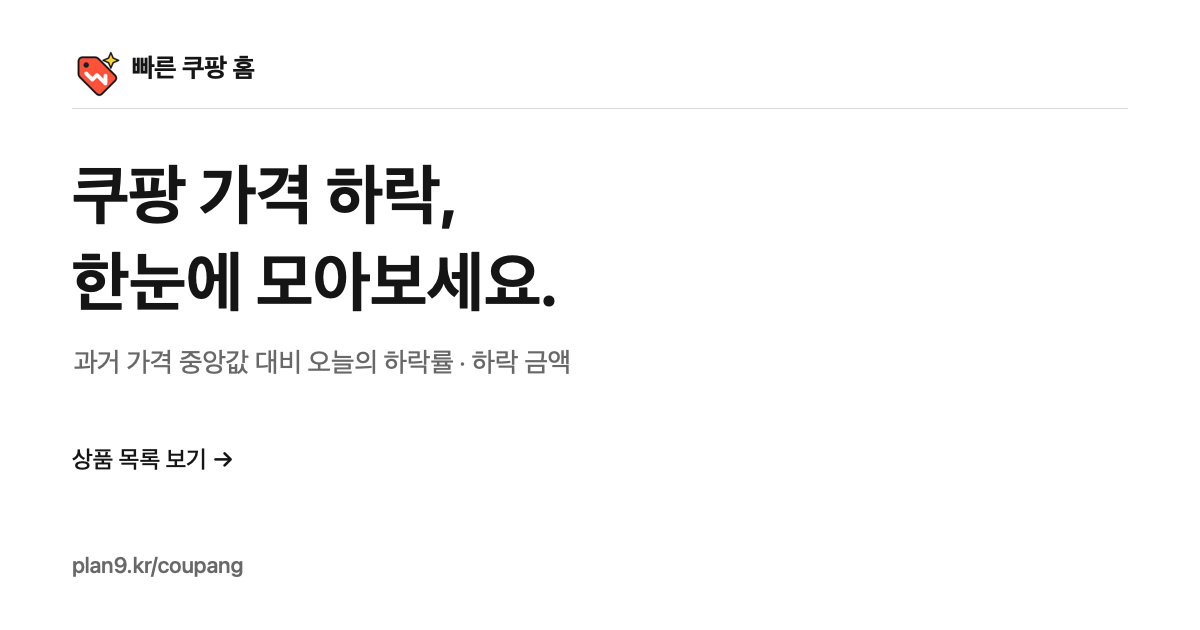 빠른 쿠팡 홈
쿠팡 가격 하락,
한눈에 모아보세요.
과거 가격 중앙값 대비 오늘의 하락률 · 하락 금액
상품 목록 보기 →
plan9.kr/coupang